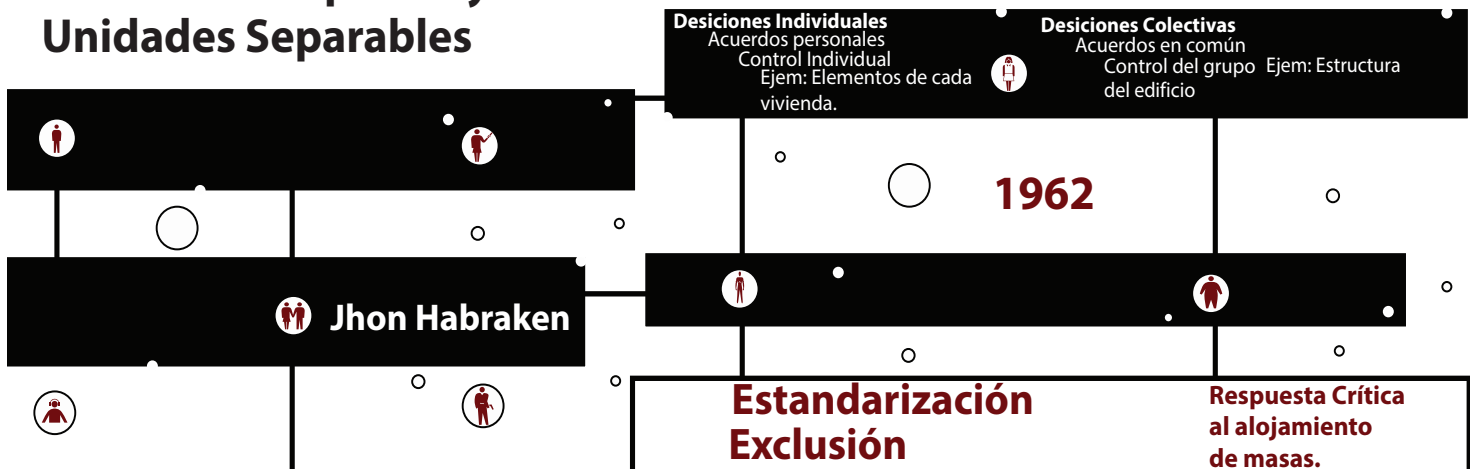 Unidades Separables
Desiciones Individuales
Acuerdos personales
Control Individual
Ejem: Elementos de cada
vivienda.
Desiciones Colectivas
Acuerdos en común
Control del grupo Ejem: Estructura
del edificio
1962
Jhon Habraken
Estandarización
Exclusión
Respuesta Crítica
al alojamiento
de masas.